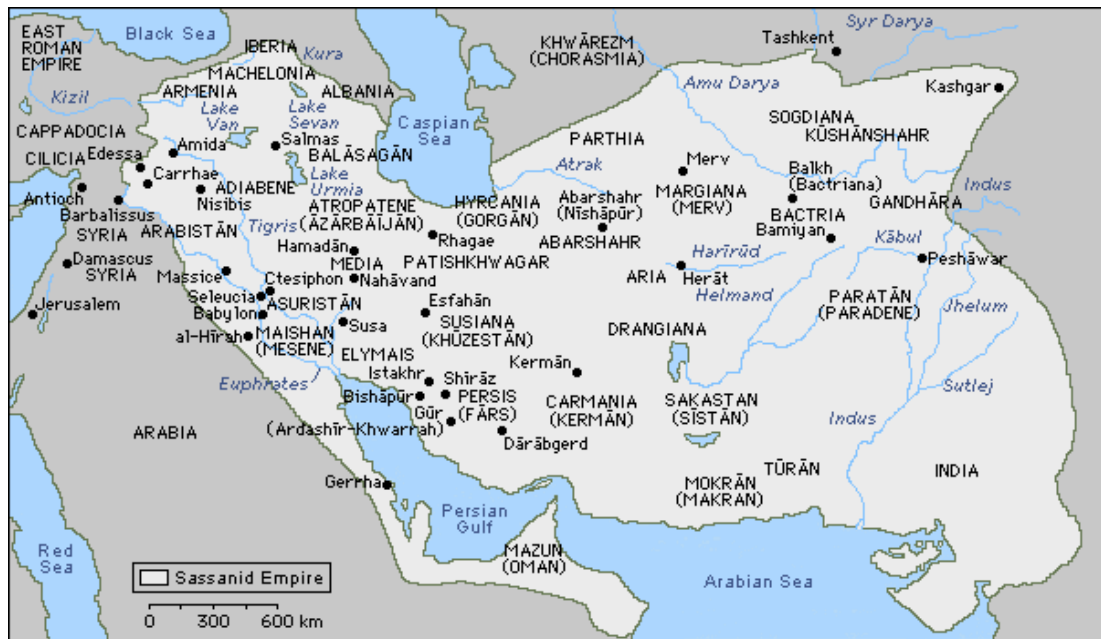 EAST
ROMAN
EMPIRE
Black Sea
IBERIA
Kura
MACHELONIA
ARMENIA
ALBANIA
Kizil
Lake
Van
Lake
Sevan
CAPPADOCIA
CILICIA
Edessa
Amida
Salmas
BALĀSAGĀN
Carrhae
Lake
Urmia
Antioch
ADIABENE
Nisibis
Barbalissus
SYRIA
ARABISTĀN
Tigris
ATROPATENE
(ĀZARBĀIJĀN)
Caspian
Sea
KHWĀREZM
(CHORASMIA)
Syr Darya
Tashkent
Amu Darya
Kashgar
SOGDIANA
KŪSHĀNSHAHR
PARTHIA
Atrak
Merv
MARGIANA
(MERV)
Balkh
(Bactriana)
BACTRIA
Bamiyan
GANDHĀRA
Indus
HYRCANIA
(GORGĀN)
Abarshahr
(Nīshāpūr)
ABARSHAHR
Rhagae
PATISHKHWAGAR
Hamadān
MEDIA
Nahāvand
Damascus
SYRIA
Massice
Ctesiphon
Seleucia
ASURISTĀN
Babylon
Jerusalem
al-Hīrah
MAISHAN
(MESENE)
Susa
Esfahān
SUSIANA
(KHŪZESTĀN)
ARIA
Herāt
Harīrūd
Helmand
Kābul
Peshāwar
PARATĀN
(PARADENE)
Jhelum
DRANGIANA
ELYMAIS
Istakhr
Kermān
Euphrates
Bishāpūr
Shīrāz
PERSIS
(FĀRS)
Gūr
(Ardashīr-Khwarrah)
Dārābgerd
CARMANIA
(KERMĀN)
SAKASTAN
(SĪSTĀN)
Sutlej
Indus
ARABIA
Gerrha
TŪRĀN
INDIA
MOKRĀN
(MAKRAN)
Persian
Gulf
MAZUN
(OMAN)
Arabian Sea
Red
Sea
Sassanid Empire
0 300 600 km